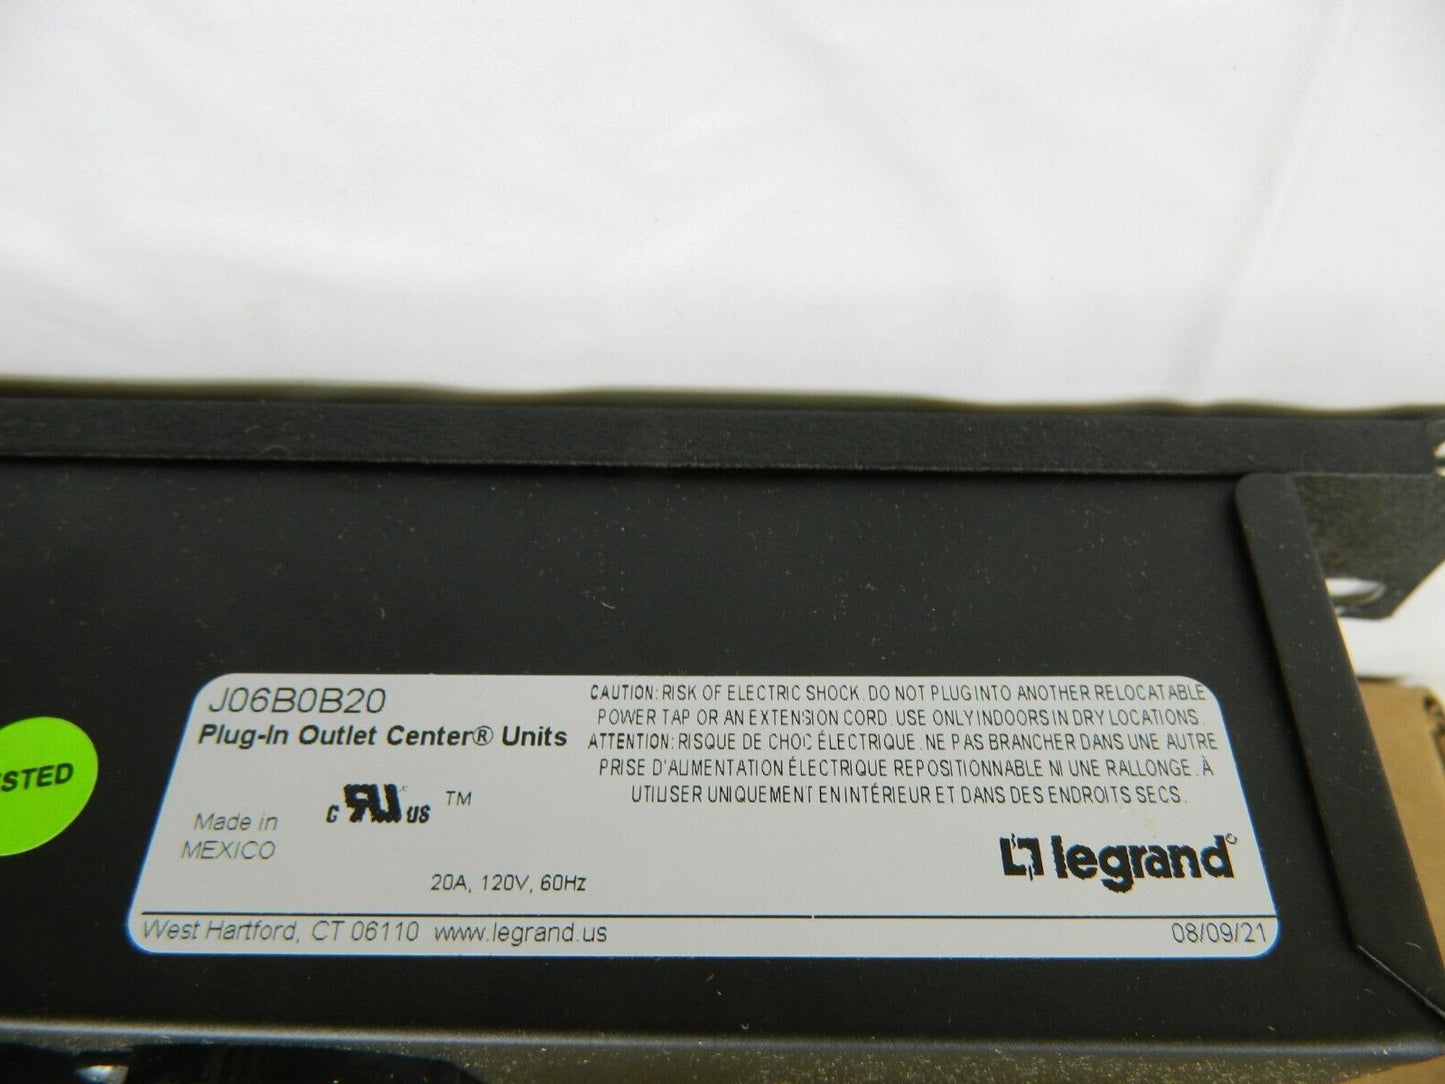 J06B0B20
Plug-In Outlet Center® Units
CAUTION: RISK OF ELECTRIC SHOCK. DO NOT PLUG INTO ANOTHER RELOCATABLE
POWER TAP OR AN EXTENSION CORD. USE ONLY INDOORS IN DRY LOCATIONS.
ATTENTION: RISQUE DE CHOC ÉLECTRIQUE. NE PAS BRANCHER DANS UNE AUTRE
PRISE D'ALIMENTATION ÉLECTRIQUE REPOSITIONNABLE NI UNE RALLONGE. À
UTILISER UNIQUEMENT EN INTÉRIEUR ET DANS DES ENDROITS SECS.
c RU us ™
Made in
MEXICO
20A, 120V, 60Hz
legrand©
West Hartford, CT 06110 www.legrand.us
08/09/21
STED